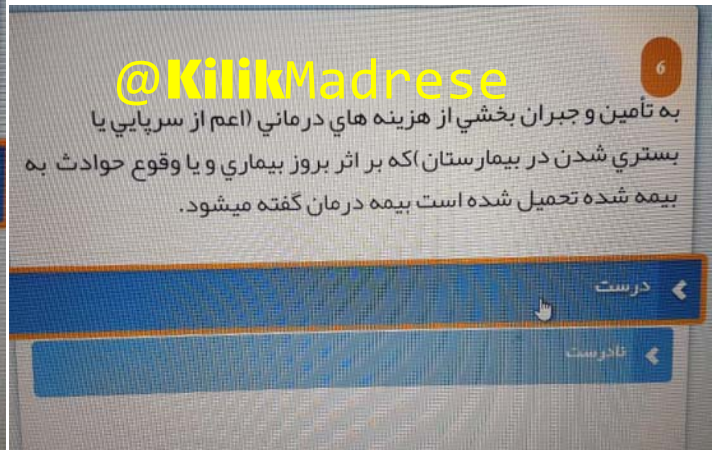 @KilikMadrese
6
به تأمين و جبران بخشي از هزينه هاي درماني (اعم از سرپايي يا
بستري شدن در بيمارستان)كه بر اثر بروز بيماري و يا وقوع حوادث به
بيمه شده تحميل شده است بيمه درمان گفته ميشود.
درست
نادرست